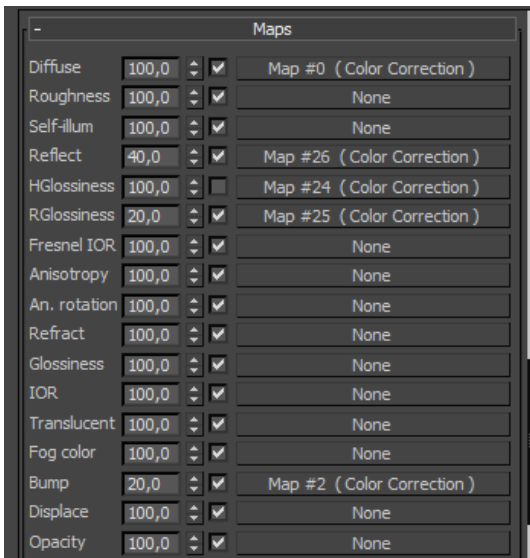 - Maps
Diffuse 100,0 Map #0 ( Color Correction )
Roughness 100,0 None
Self-illum 100,0 None
Reflect 40,0 Map #26 ( Color Correction )
HGlossiness 100,0 Map #24 ( Color Correction )
RGlossiness 20,0 Map #25 ( Color Correction )
Fresnel IOR 100,0 None
Anisotropy 100,0 None
An. rotation 100,0 None
Refract 100,0 None
Glossiness 100,0 None
IOR 100,0 None
Translucent 100,0 None
Fog color 100,0 None
Bump 20,0 Map #2 ( Color Correction )
Displace 100,0 None
Opacity 100,0 None